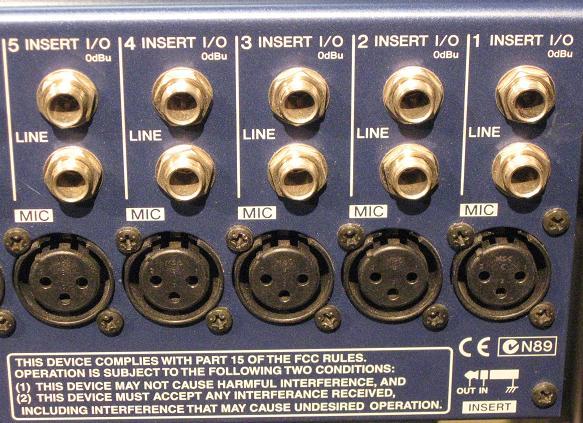 5 INSERT I/O 4 INSERT I/O 3 INSERT I/O 2 INSERT I/O 1 INSERT I/O
0dBu 0dBu 0dBu 0dBu 0dBu
LINE LINE LINE LINE LINE
MIC MIC MIC MIC MIC
THIS DEVICE COMPLIES WITH PART 15 OF THE FCC RULES.
OPERATION IS SUBJECT TO THE FOLLOWING TWO CONDITIONS:
(1) THIS DEVICE MAY NOT CAUSE HARMFUL INTERFERENCE, AND
(2) THIS DEVICE MUST ACCEPT ANY INTERFERANCE RECEIVED,
INCLUDING INTERFERENCE THAT MAY CAUSE UNDESIRED OPERATION.
CE N89
OUT IN
INSERT